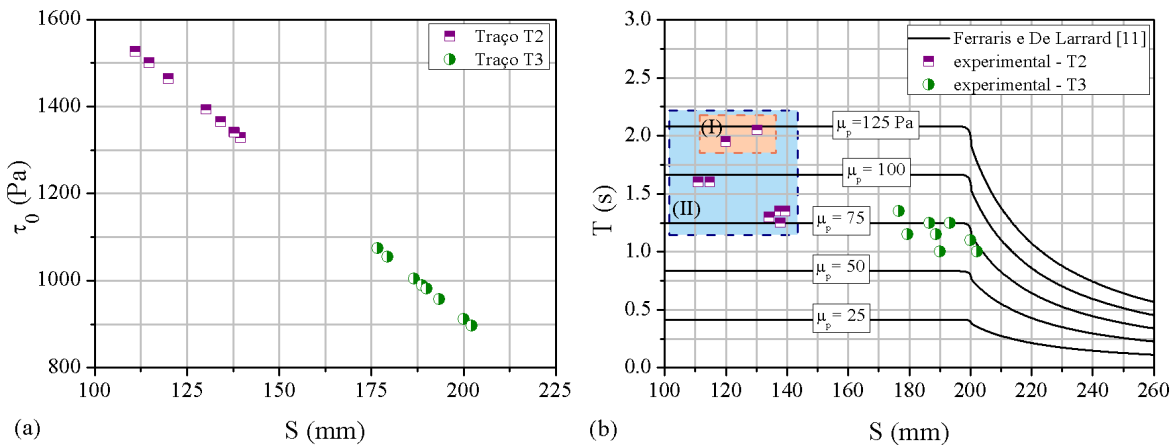 1600
1400
1200
1000
800
τ₀ (Pa)
100
125
150
175
200
225
S (mm)
Traço T2
Traço T3
(a)
3.0
2.5
2.0
1.5
1.0
0.5
0.0
T (s)
100
120
140
160
180
200
220
240
260
S (mm)
Ferraris e De Larrard [11]
experimental - T2
experimental - T3
(I)
(II)
μₚ=125 Pa
μₚ= 100
μₚ = 75
μₚ = 50
μₚ = 25
(b)